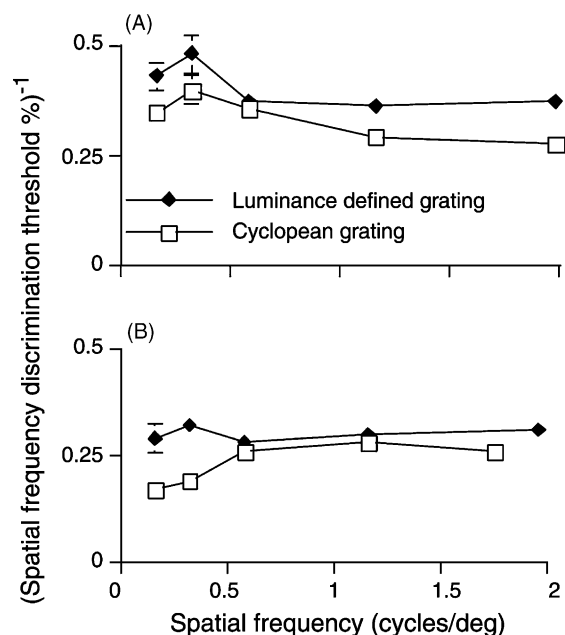 (A)
0.5
0.25
0
Luminance defined grating
Cyclopean grating
(B)
0.5
0.25
0
0 0.5 1 1.5 2
Spatial frequency (cycles/deg)
(Spatial frequency discrimination threshold %)⁻¹